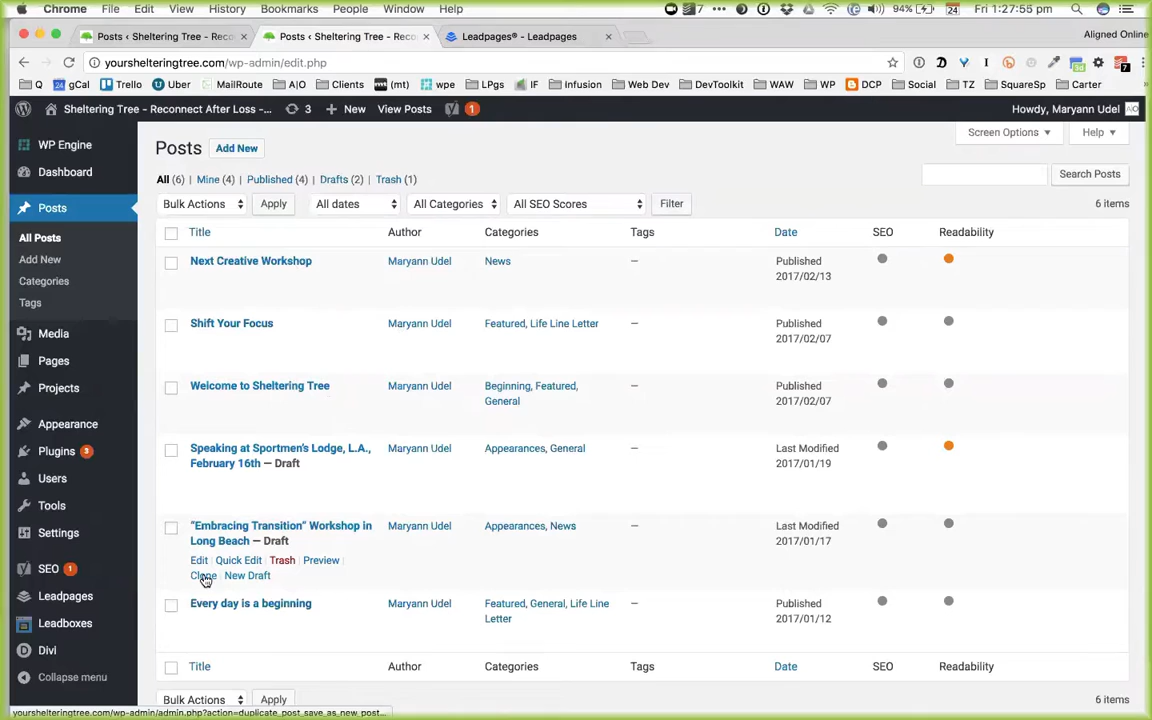 Chrome File Edit View History Bookmarks People Window Help 7 94% 24 Fri 1:27:55 pm
Posts ‹ Sheltering Tree - Recon Posts ‹ Sheltering Tree - Reco Leadpages® - Leadpages Aligned Online
yourshelteringtree.com/wp-admin/edit.php 7
Q gCal Trello Uber MailRoute A|O Clients (mt) wpe LPgs IF Infusion Web Dev DevToolkit WAW WP DCP Social TZ SquareSp Carter
Sheltering Tree - Reconnect After Loss -... 3 + New View Posts 1 Howdy, Maryann Udel
Screen Options Help
WP Engine
Dashboard
Posts
All Posts
Add New
Categories
Tags
Media
Pages
Projects
Appearance
Plugins 3
Users
Tools
Settings
SEO 1
Leadpages
Leadboxes
Divi
Collapse menu
Posts Add New
All (6) | Mine (4) | Published (4) | Drafts (2) | Trash (1)
Search Posts
Bulk Actions Apply All dates All Categories All SEO Scores Filter 6 items
Title Author Categories Tags Date SEO Readability
Next Creative Workshop Maryann Udel News — Published
2017/02/13
Shift Your Focus Maryann Udel Featured, Life Line Letter — Published
2017/02/07
Welcome to Sheltering Tree Maryann Udel Beginning, Featured, — Published
General 2017/02/07
Speaking at Sportmen's Lodge, L.A., Maryann Udel Appearances, General — Last Modified
February 16th — Draft 2017/01/19
“Embracing Transition” Workshop in Maryann Udel Appearances, News — Last Modified
Long Beach — Draft 2017/01/17
Edit | Quick Edit | Trash | Preview |
Clone | New Draft
Every day is a beginning Maryann Udel Featured, General, Life Line — Published
Letter 2017/01/12
Title Author Categories Tags Date SEO Readability
Bulk Actions Apply 6 items
yourshelteringtree.com/wp-admin/admin.php?action=duplicate_post_save_as_new_post...